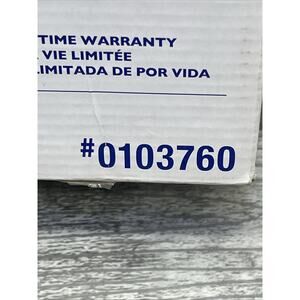 TIME WARRANTY
VIE LIMITÉE
LIMITADA DE POR VIDA
#0103760